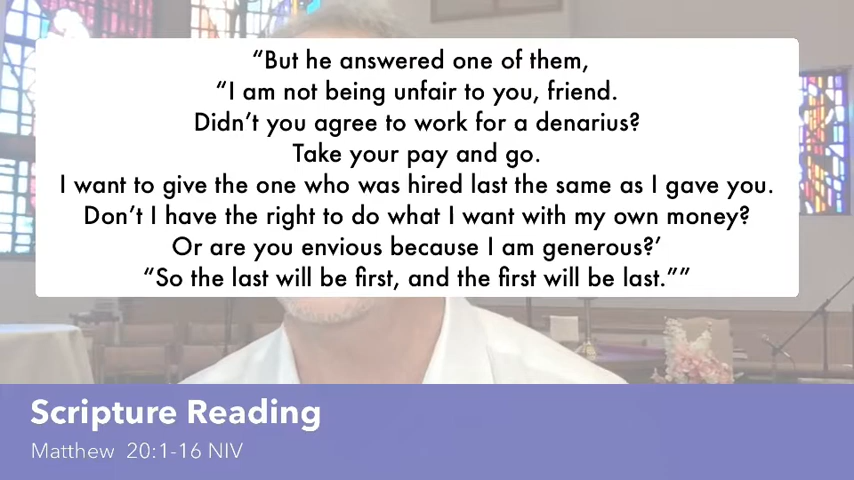 “But he answered one of them,
“I am not being unfair to you, friend.
Didn’t you agree to work for a denarius?
Take your pay and go.
I want to give the one who was hired last the same as I gave you.
Don’t I have the right to do what I want with my own money?
Or are you envious because I am generous?’
“So the last will be first, and the first will be last.””
Scripture Reading
Matthew 20:1-16 NIV